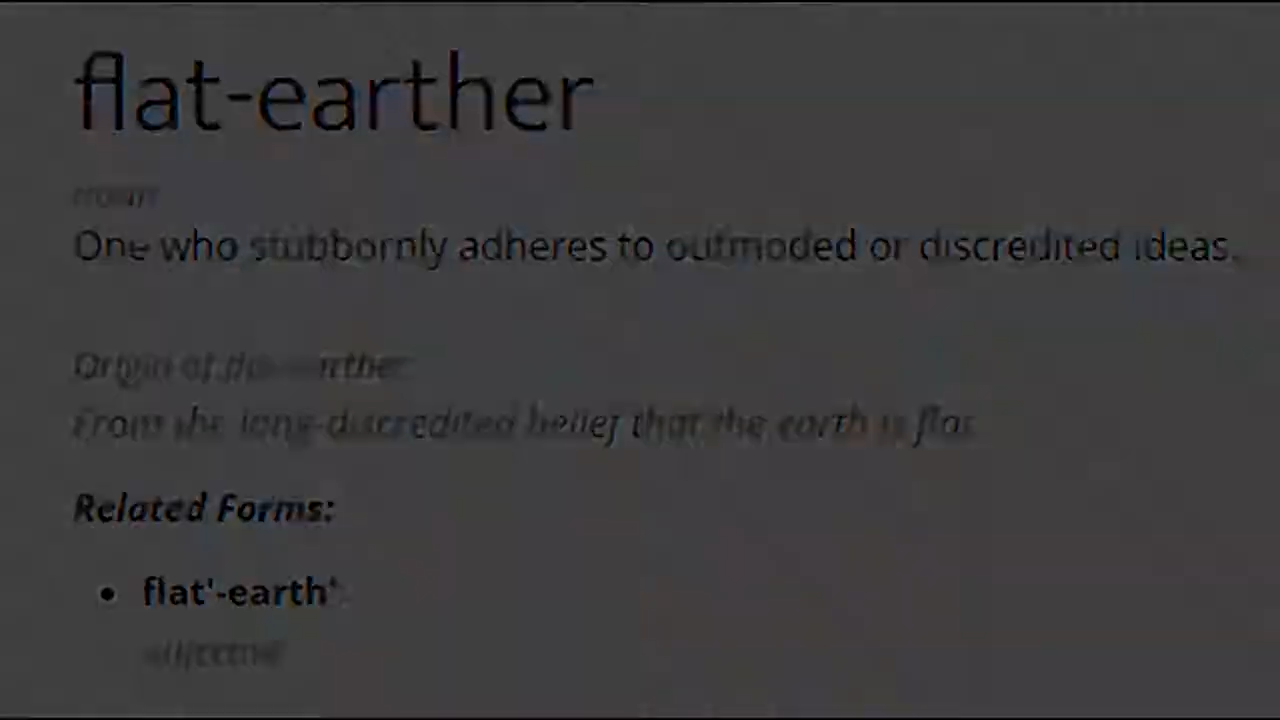 flat-earther
noun
One who stubbornly adheres to outmoded or discredited ideas.
Origin of flat-earther
From the long-discredited belief that the earth is flat
Related Forms:
• flat'-earth'
adjective